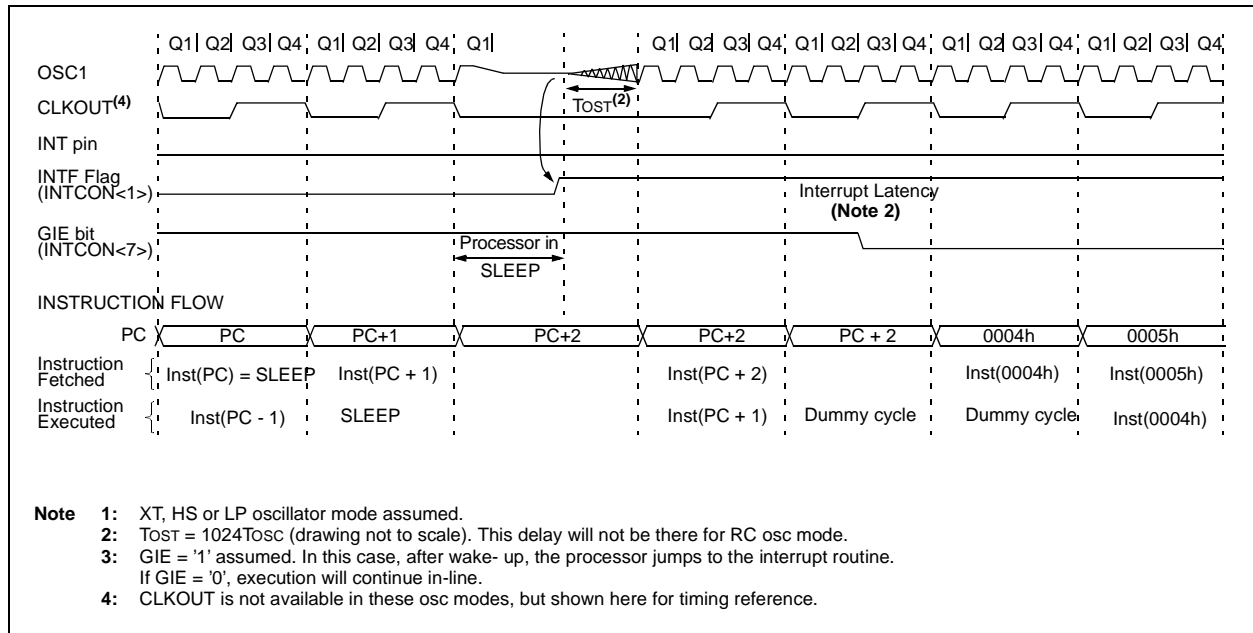 Q1 Q2 Q3 Q4 Q1 Q2 Q3 Q4 Q1 Q1 Q2 Q3 Q4 Q1 Q2 Q3 Q4 Q1 Q2 Q3 Q4 Q1 Q2 Q3 Q4
OSC1
CLKOUT(4)
TOST(2)
INT pin
INTF Flag
(INTCON<1>)
Interrupt Latency
(Note 2)
GIE bit
(INTCON<7>)
Processor in
SLEEP
INSTRUCTION FLOW
PC PC PC+1 PC+2 PC+2 PC + 2 0004h 0005h
Instruction
Fetched
Inst(PC) = SLEEP Inst(PC + 1) Inst(PC + 2) Inst(0004h) Inst(0005h)
Instruction
Executed
Inst(PC - 1) SLEEP Inst(PC + 1) Dummy cycle Dummy cycle Inst(0004h)
Note 1: XT, HS or LP oscillator mode assumed.
2: TOST = 1024TOSC (drawing not to scale). This delay will not be there for RC osc mode.
3: GIE = '1' assumed. In this case, after wake- up, the processor jumps to the interrupt routine.
If GIE = '0', execution will continue in-line.
4: CLKOUT is not available in these osc modes, but shown here for timing reference.